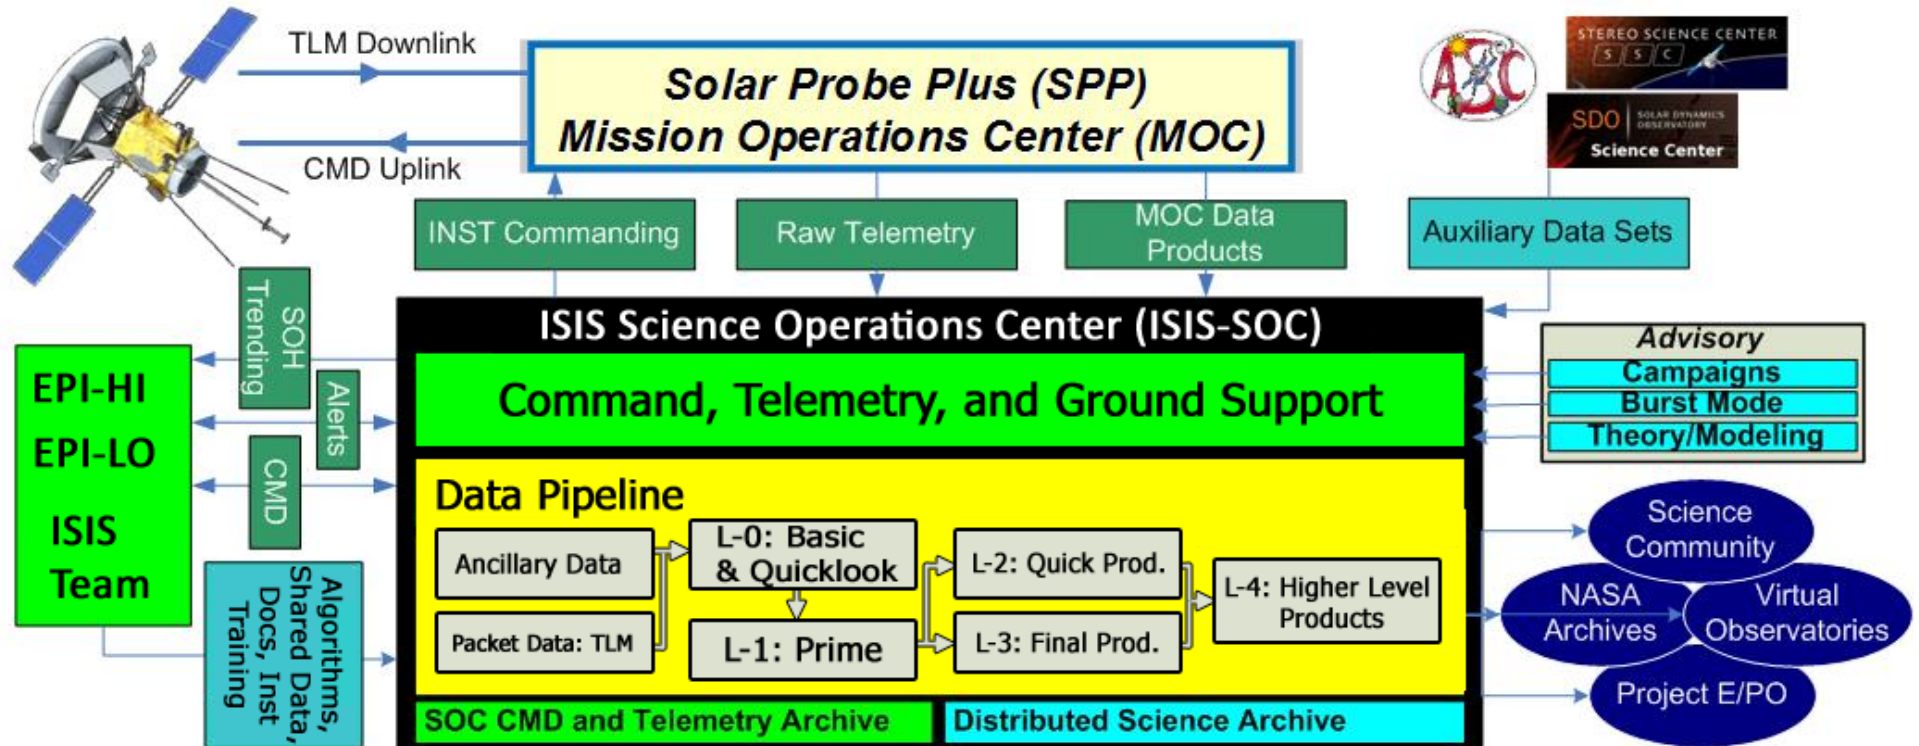 TLM Downlink
CMD Uplink
Solar Probe Plus (SPP)
Mission Operations Center (MOC)
ASC
STEREO SCIENCE CENTER
S S C
SDO
SOLAR DYNAMICS
OBSERVATORY
Science Center
INST Commanding
Raw Telemetry
MOC Data
Products
Auxiliary Data Sets
SOH
Trending
Alerts
CMD
EPI-HI
EPI-LO
ISIS
Team
Algorithms,
Shared Data,
Docs, Inst
Training
ISIS Science Operations Center (ISIS-SOC)
Command, Telemetry, and Ground Support
Data Pipeline
Ancillary Data
Packet Data: TLM
L-0: Basic
& Quicklook
L-1: Prime
L-2: Quick Prod.
L-3: Final Prod.
L-4: Higher Level
Products
SOC CMD and Telemetry Archive
Distributed Science Archive
Advisory
Campaigns
Burst Mode
Theory/Modeling
Science
Community
NASA
Archives
Virtual
Observatories
Project E/PO